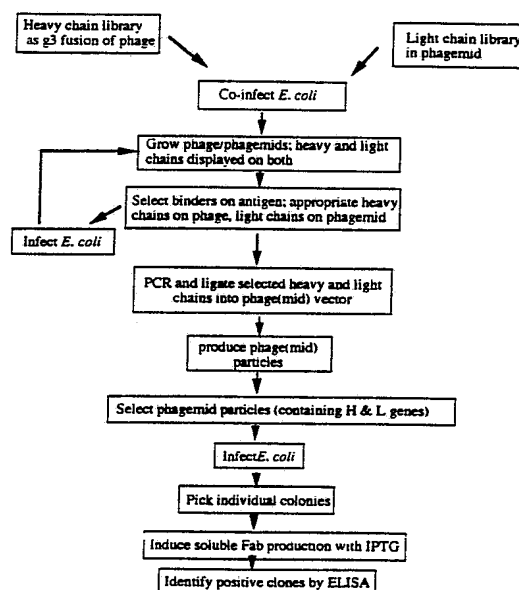 Heavy chain library
as g3 fusion of phage
Light chain library
in phagemid
Co-infect E. coli
Grow phage/phagemids; heavy and light
chains displayed on both
Select binders on antigen; appropriate heavy
chains on phage, light chains on phagemid
Infect E. coli
PCR and ligate selected heavy and light
chains into phage(mid) vector
produce phage(mid)
particles
Select phagemid particles (containing H & L genes)
InfectE. coli
Pick individual colonies
Induce soluble Fab production with IPTG
Identify positive clones by ELISA